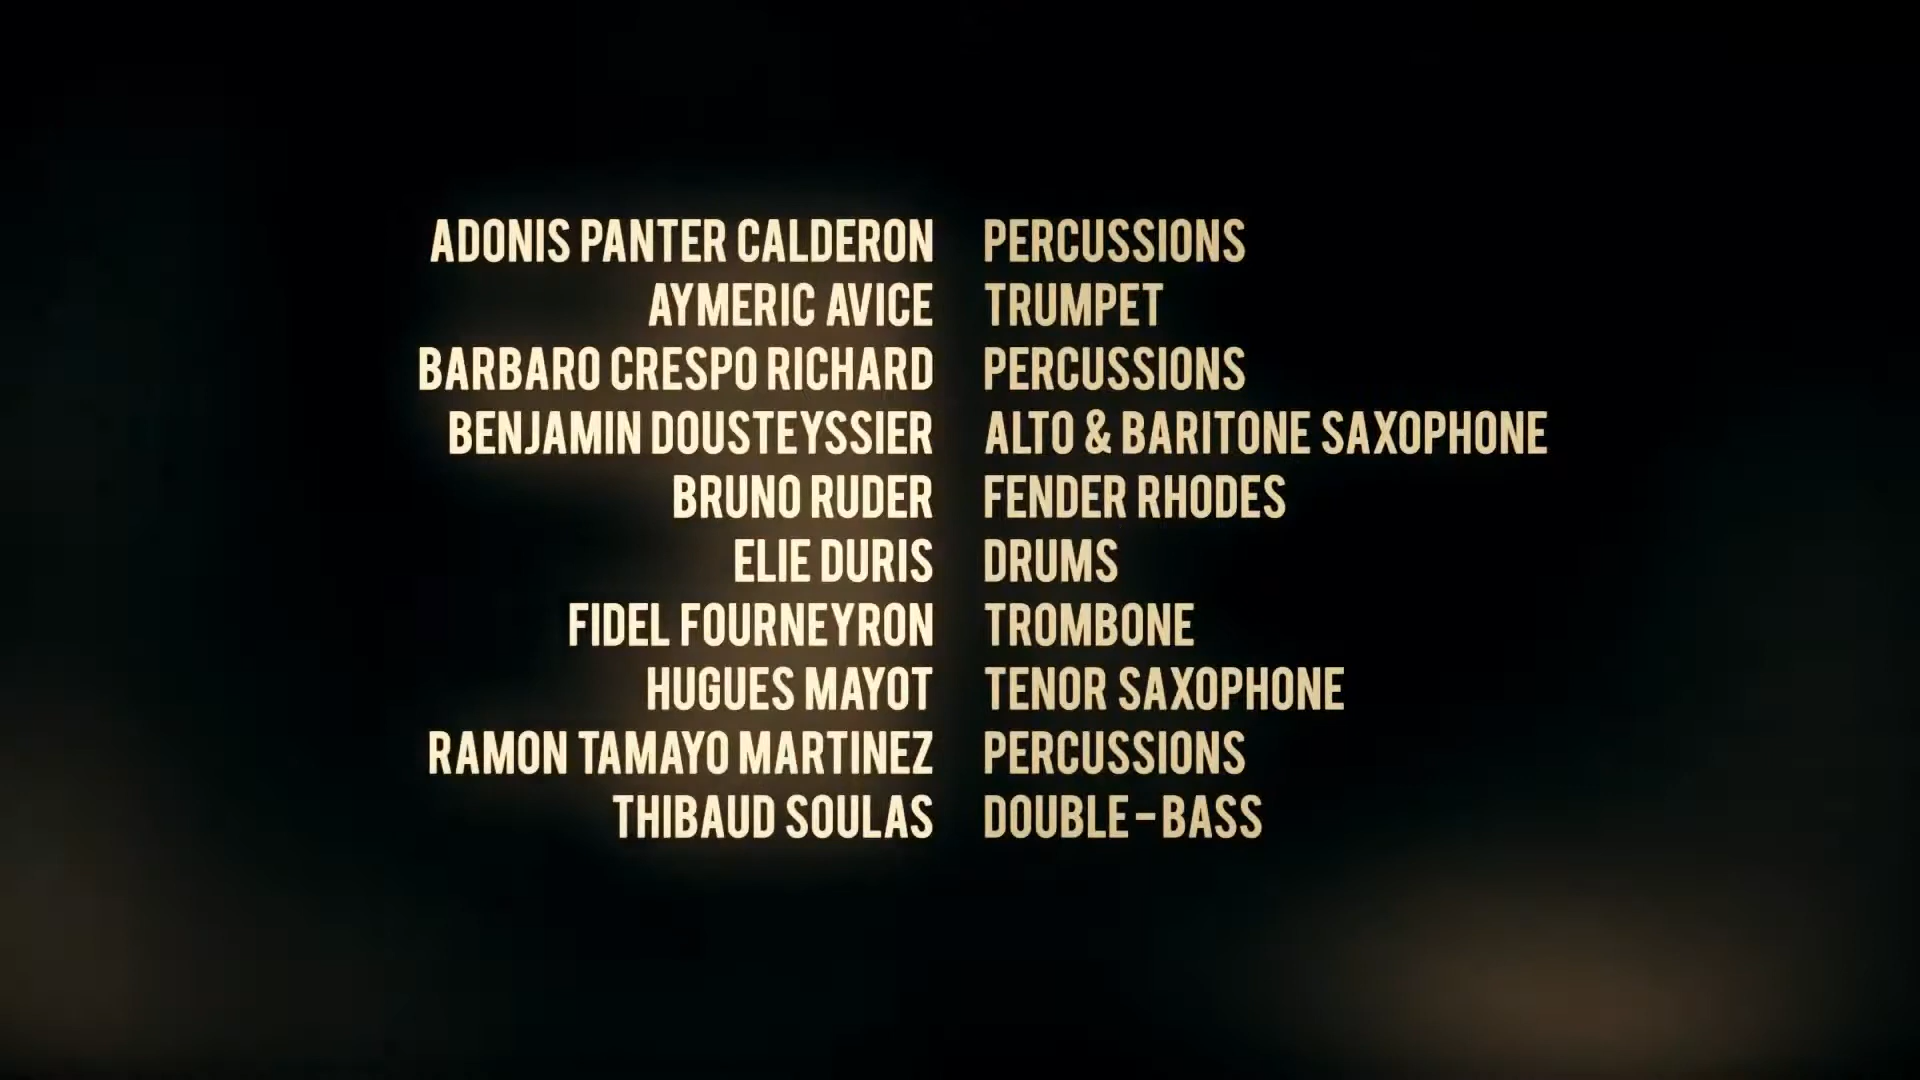 ADONIS PANTER CALDERON PERCUSSIONS
AYMERIC AVICE TRUMPET
BARBARO CRESPO RICHARD PERCUSSIONS
BENJAMIN DOUSTEYSSIER ALTO & BARITONE SAXOPHONE
BRUNO RUDER FENDER RHODES
ELIE DURIS DRUMS
FIDEL FOURNEYRON TROMBONE
HUGUES MAYOT TENOR SAXOPHONE
RAMON TAMAYO MARTINEZ PERCUSSIONS
THIBAUD SOULAS DOUBLE-BASS